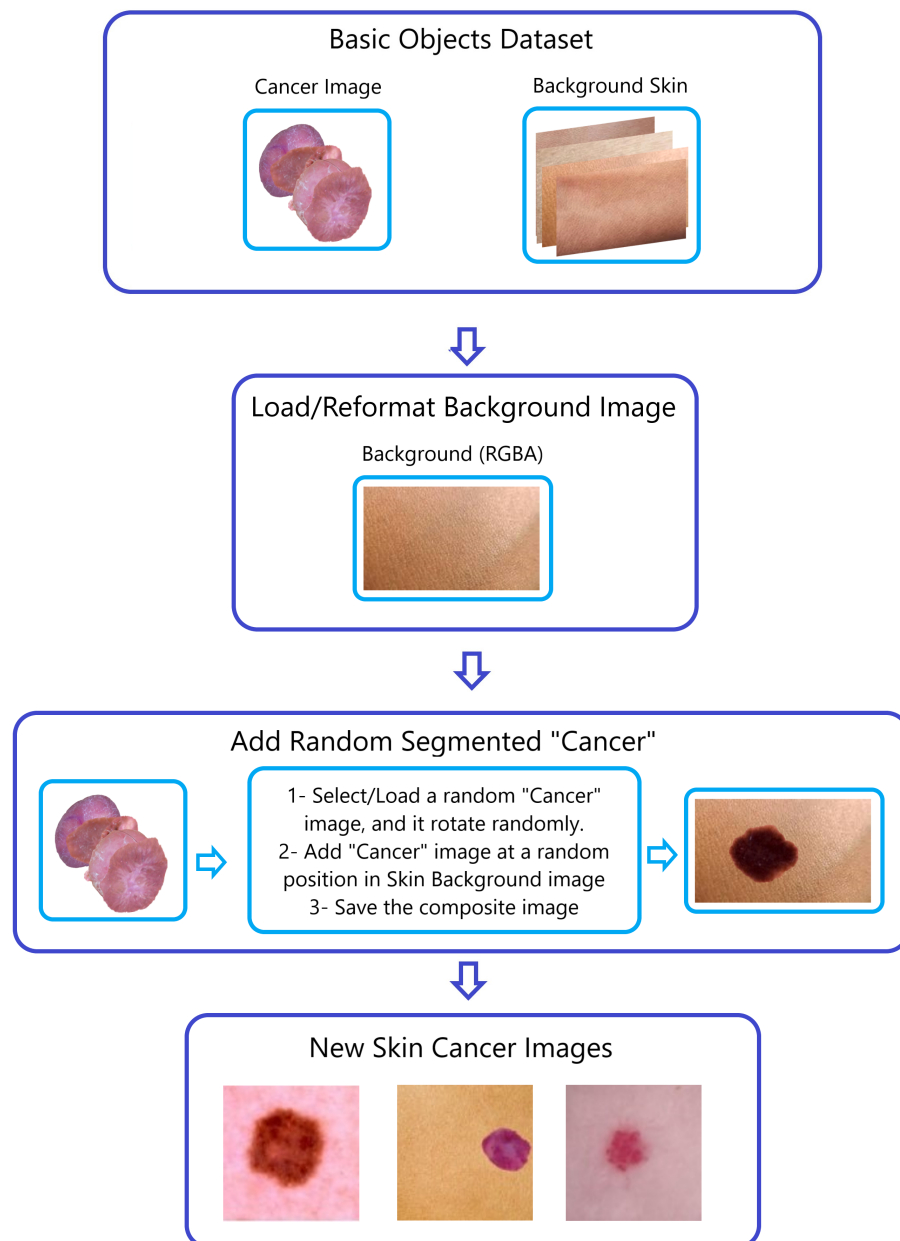 Basic Objects Dataset
Cancer Image
Background Skin
Load/Reformat Background Image
Background (RGBA)
Add Random Segmented "Cancer"
1- Select/Load a random "Cancer"
image, and it rotate randomly.
2- Add "Cancer" image at a random
position in Skin Background image
3- Save the composite image
New Skin Cancer Images